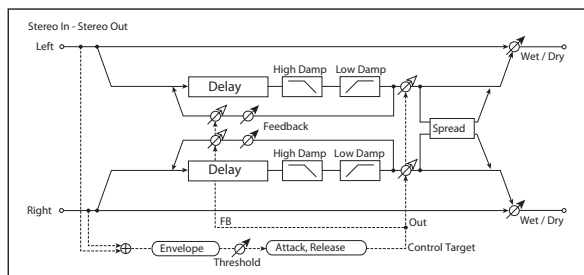 Stereo In - Stereo Out
Left
Wet / Dry
High Damp
Low Damp
Delay
Feedback
Spread
High Damp
Low Damp
Delay
Right
FB
Out
Wet / Dry
Envelope
Threshold
Attack, Release
Control Target